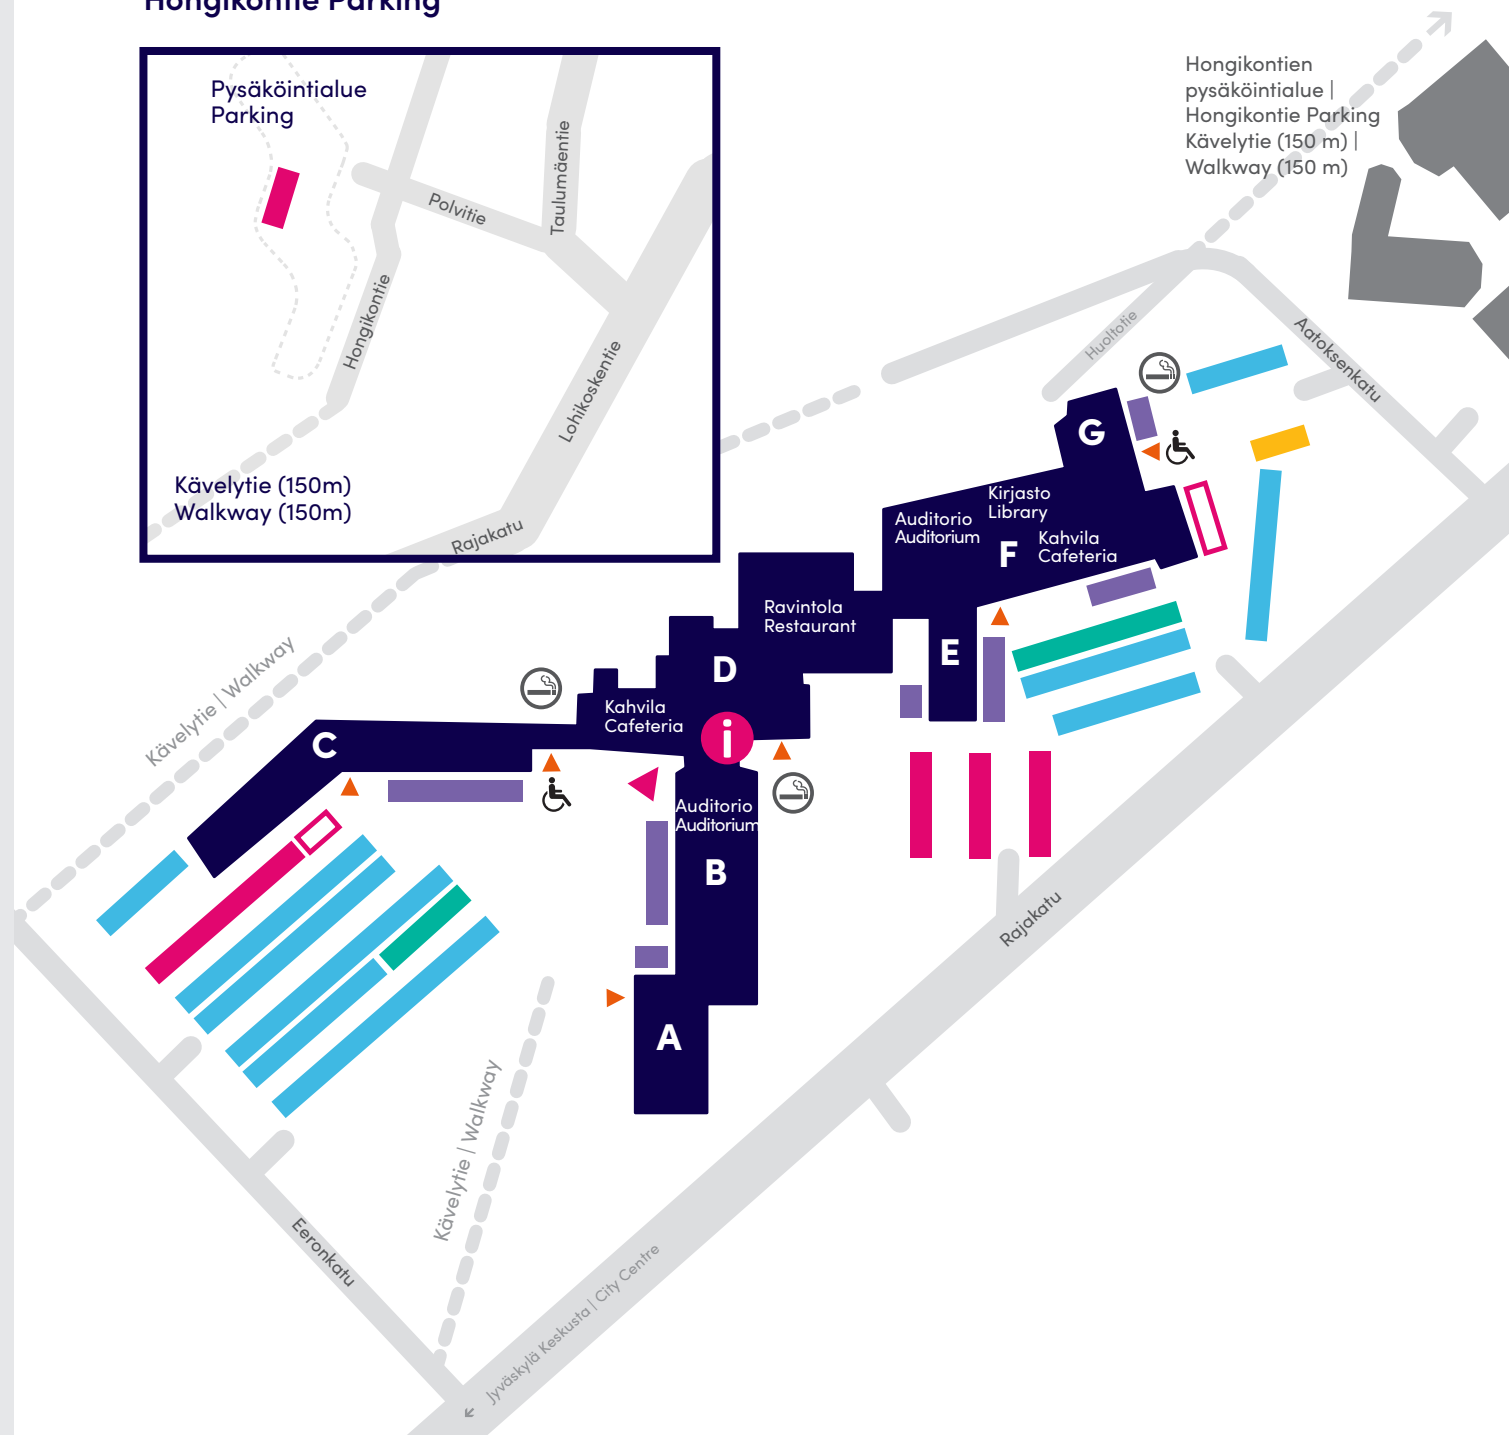 Hongikontie Parking
Pysäköintialue
Parking
Hongikontie
Polvitie
Taulumäentie
Lohikoskentie
Rajakatu
Kävelytie (150m)
Walkway (150m)
Hongikontien
pysäköintialue |
Hongikontie Parking
Kävelytie (150 m) |
Walkway (150 m)
Huoltotie
Aatoksenkatu
G
Kirjasto
Library
Auditorio
Auditorium
F
Kahvila
Cafeteria
Ravintola
Restaurant
E
D
Kahvila
Cafeteria
i
C
Kävelytie | Walkway
Auditorio
Auditorium
B
A
Rajakatu
Kävelytie | Walkway
Eeronkatu
Jyväskylä Keskusta | City Centre